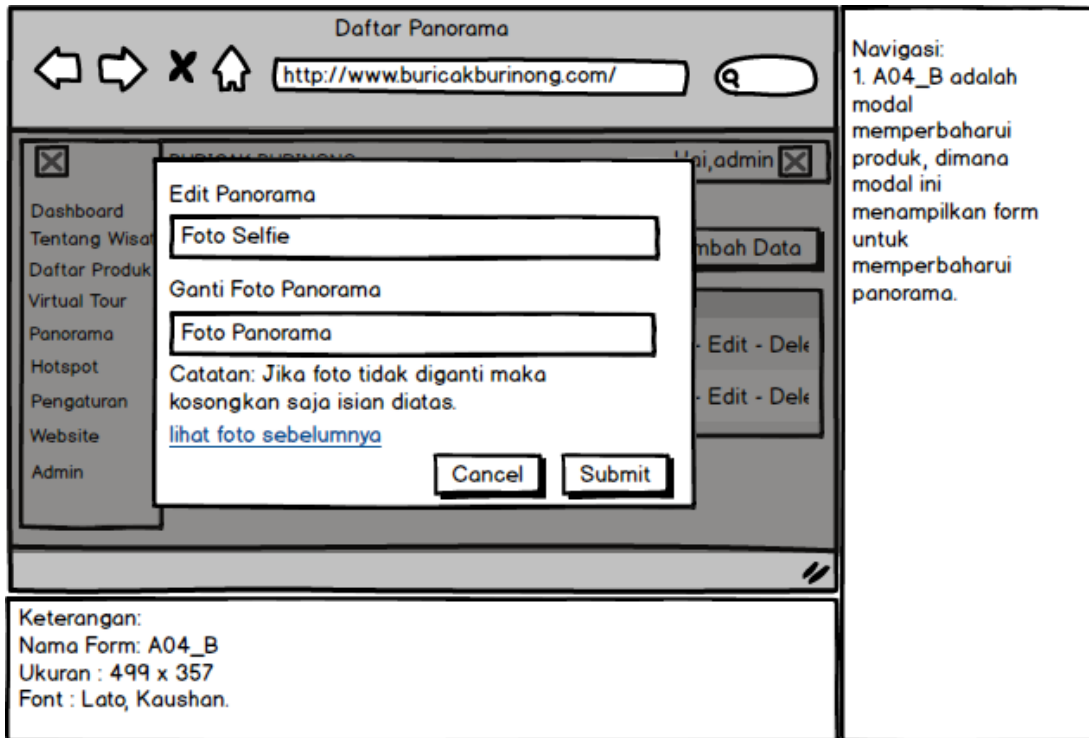 Daftar Panorama
http://www.buricakburinong.com/
Hai,admin
Dashboard
Tentang Wisat
Daftar Produk
Virtual Tour
Panorama
Hotspot
Pengaturan
Website
Admin
mbah Data
- Edit - Dele
- Edit - Dele
Edit Panorama
Foto Selfie
Ganti Foto Panorama
Foto Panorama
Catatan: Jika foto tidak diganti maka
kosongkan saja isian diatas.
lihat foto sebelumnya
Cancel Submit
Navigasi:
1. A04_B adalah
modal
memperbaharui
produk, dimana
modal ini
menampilkan form
untuk
memperbaharui
panorama.
Keterangan:
Nama Form: A04_B
Ukuran : 499 x 357
Font : Lato, Kaushan.